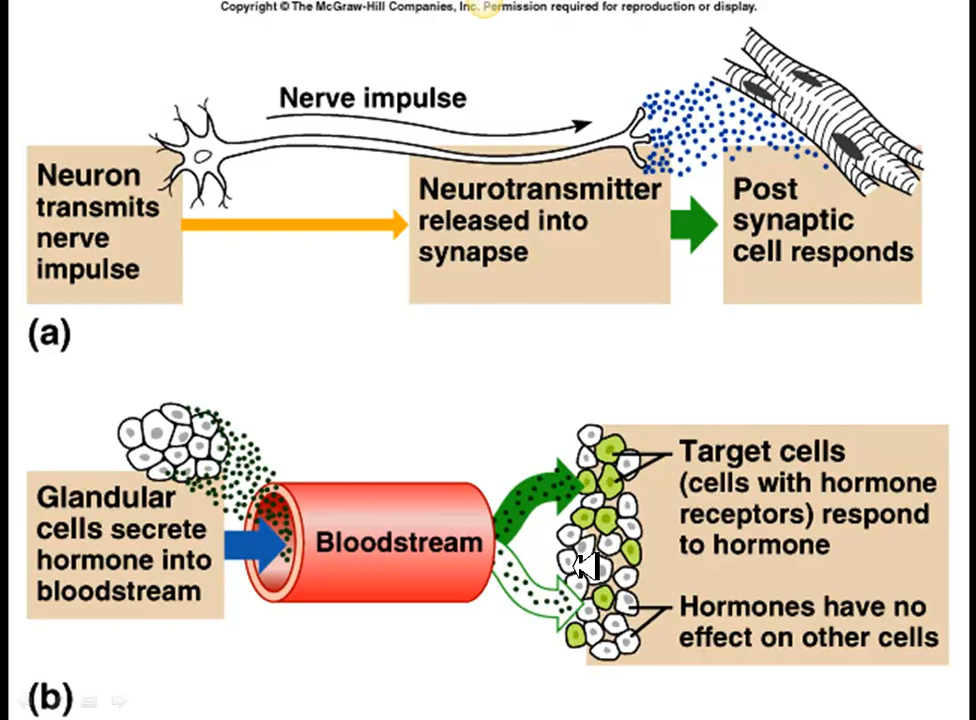 Copyright © The McGraw-Hill Companies, Inc. Permission required for reproduction or display.
Nerve impulse
Neuron
transmits
nerve
impulse
Neurotransmitter
released into
synapse
Post
synaptic
cell responds
(a)
Glandular
cells secrete
hormone into
bloodstream
Bloodstream
Target cells
(cells with hormone
receptors) respond
to hormone
Hormones have no
effect on other cells
(b)